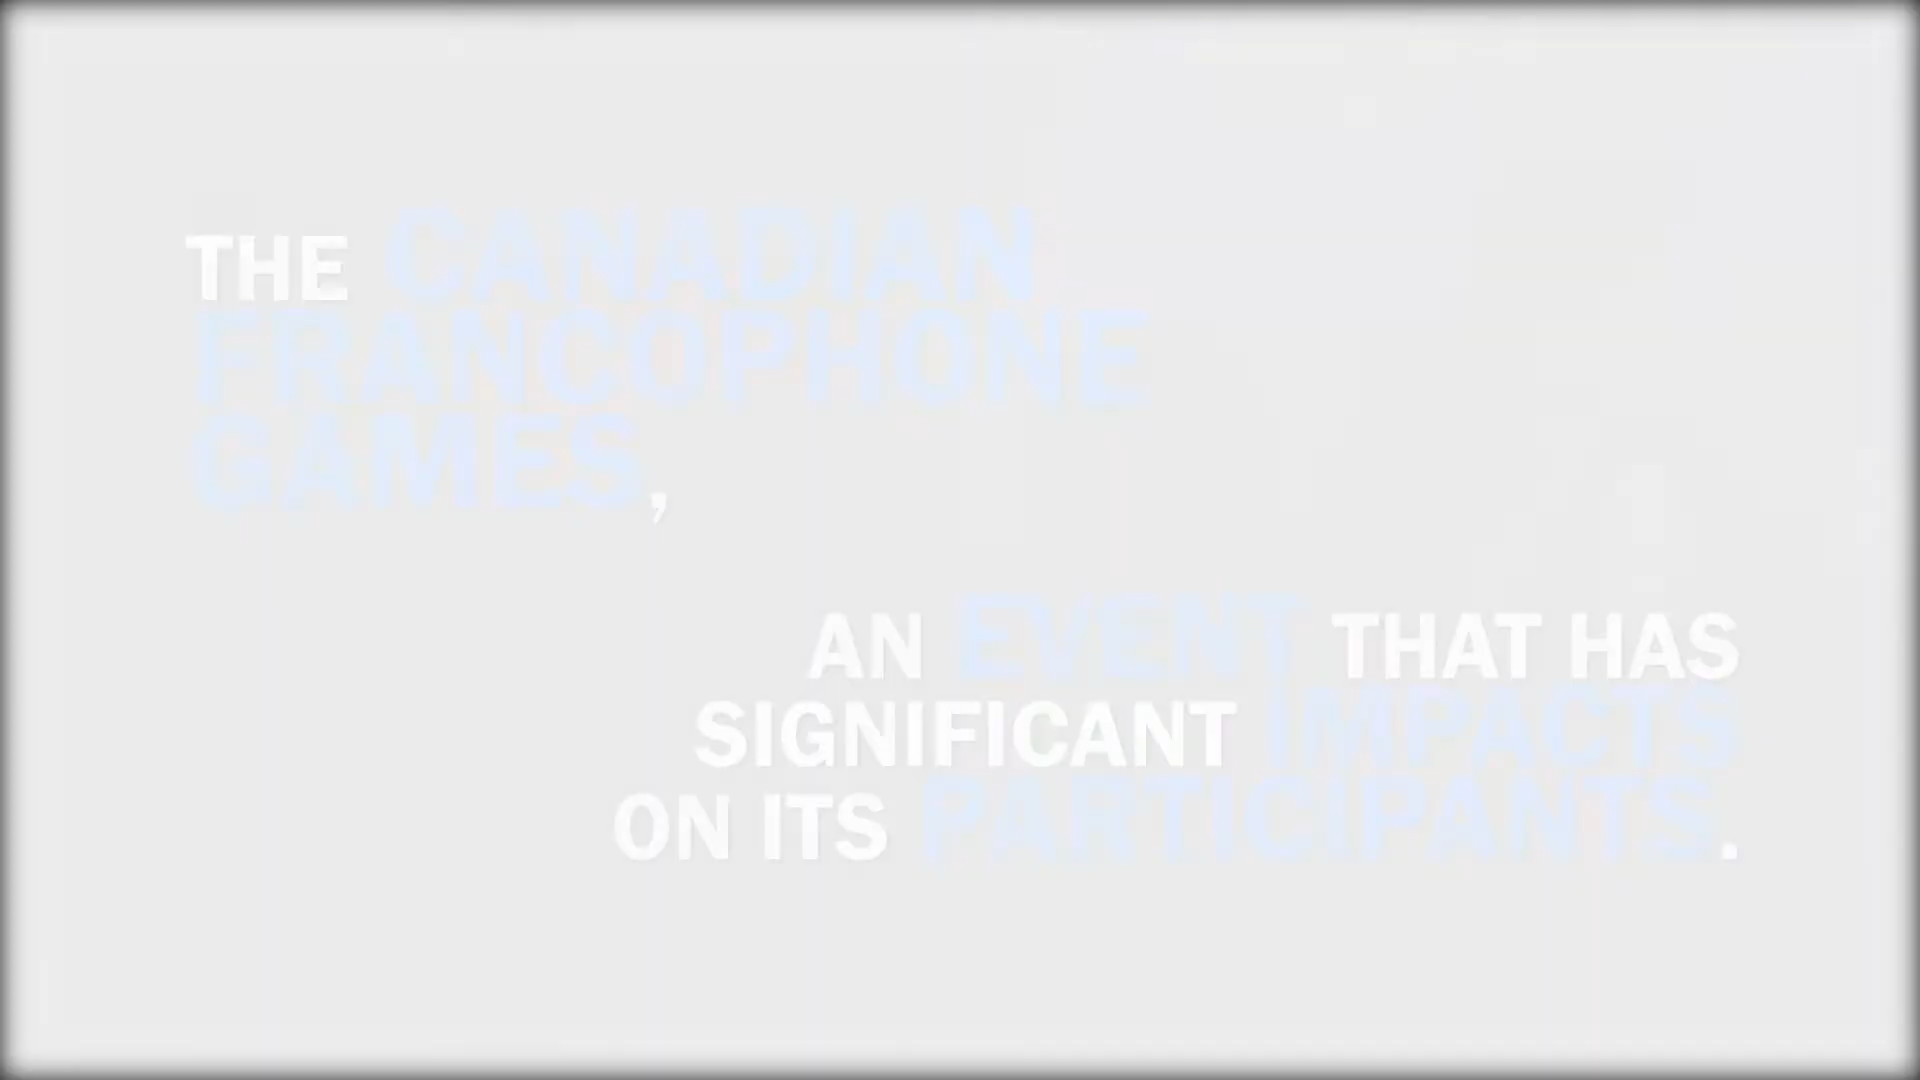 THE CANADIAN
FRANCOPHONE
GAMES,
AN EVENT THAT HAS
SIGNIFICANT IMPACTS
ON ITS PARTICIPANTS.